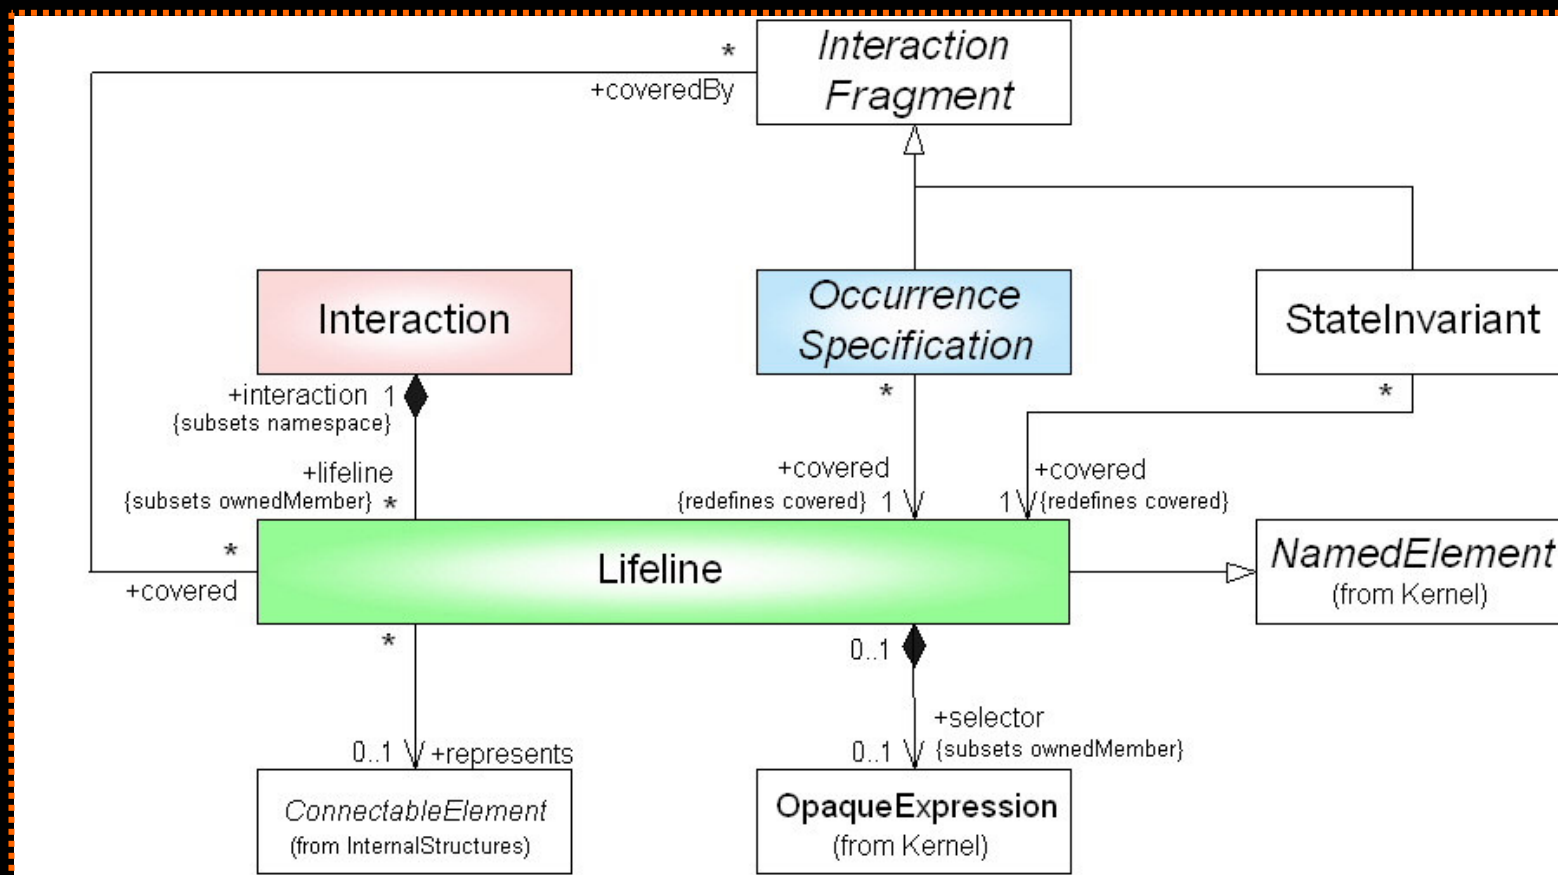 *
Interaction
Fragment
+coveredBy
Interaction
Occurrence
Specification
StateInvariant
+interaction 1
{subsets namespace}
*
*
+lifeline
{subsets ownedMember} *
+covered
{redefines covered} 1
+covered
1 {redefines covered}
*
+covered
Lifeline
NamedElement
(from Kernel)
*
0..1
0..1 +represents
+selector
0..1 {subsets ownedMember}
ConnectableElement
(from InternalStructures)
OpaqueExpression
(from Kernel)